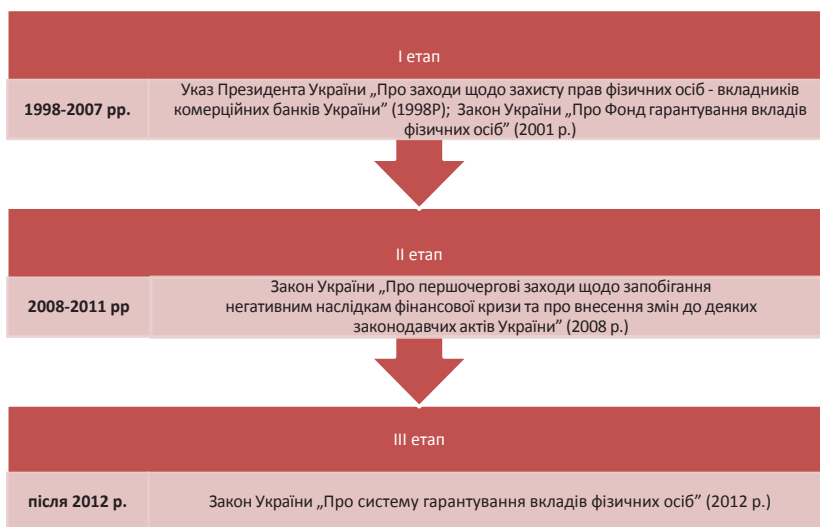 I етап
1998-2007 рр.
Указ Президента України „Про заходи щодо захисту прав фізичних осіб - вкладників
комерційних банків України” (1998Р); Закон України „Про Фонд гарантування вкладів
фізичних осіб” (2001 р.)
II етап
2008-2011 рр
Закон України „Про першочергові заходи щодо запобігання
негативним наслідкам фінансової кризи та про внесення змін до деяких
законодавчих актів України” (2008 р.)
III етап
після 2012 р.
Закон України „Про систему гарантування вкладів фізичних осіб” (2012 р.)